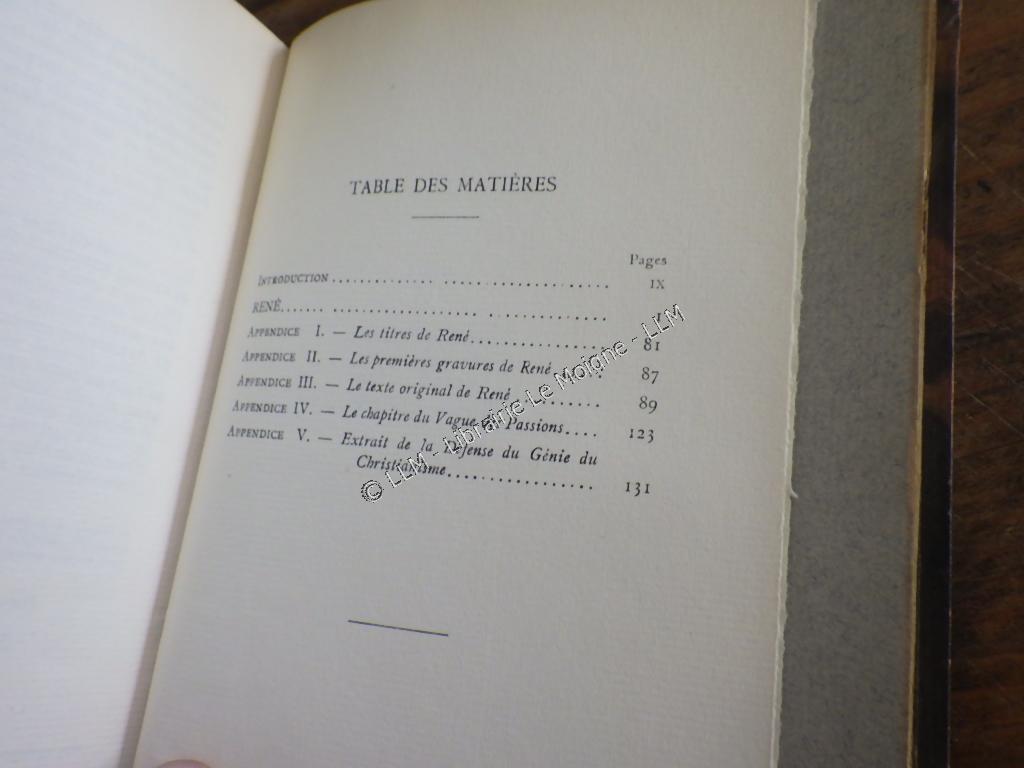 TABLE DES MATIÈRES
Pages
INTRODUCTION .................................... IX
RENÉ....... ....................................
APPENDICE I. — Les titres de René.................. 81
APPENDICE II. — Les premières gravures de René....... 87
APPENDICE III. — Le texte original de René ........... 89
APPENDICE IV. — Le chapitre du Vague Passions.... 123
APPENDICE V. — Extrait de la Défense du Génie du
Christianisme................... 131
© LLM - Librairie Le Moigne - LLM